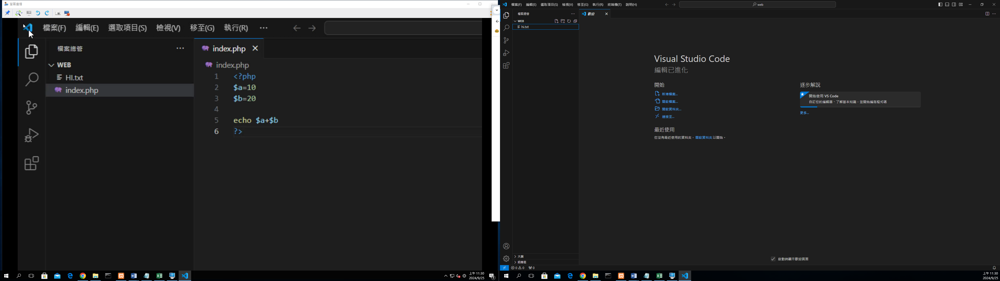 螢幕廣播
檔案(F) 編輯(E) 選取項目(S) 檢視(V) 移至(G) 執行(R) ···
檔案總管 ···
WEB
HI.txt
index.php
index.php
index.php
1 <?php
2 $a=10
3 $b=20
4
5 echo $a+$b
6 ?>
上午 11:30
2024/9/25
1
檔案(F) 編輯(E) 選取項目(S) 檢視(V) 移至(G) 執行(R) 終端機(T) 說明(H)
web
檔案總管 ···
WEB
hi.txt
歡迎
Visual Studio Code
編輯已進化
開始
新增檔案...
開啟檔案...
開啟資料夾...
連接至...
最近使用
您沒有最近使用的資料夾，開啟資料夾以開始。
逐步解說
開始使用 VS Code
自訂您的編輯器、了解基本知識，並開始編寫程式碼
更多...
啟動時顯示歡迎頁面
大綱
時間表
0 0 0
上午 11:30
2024/9/25